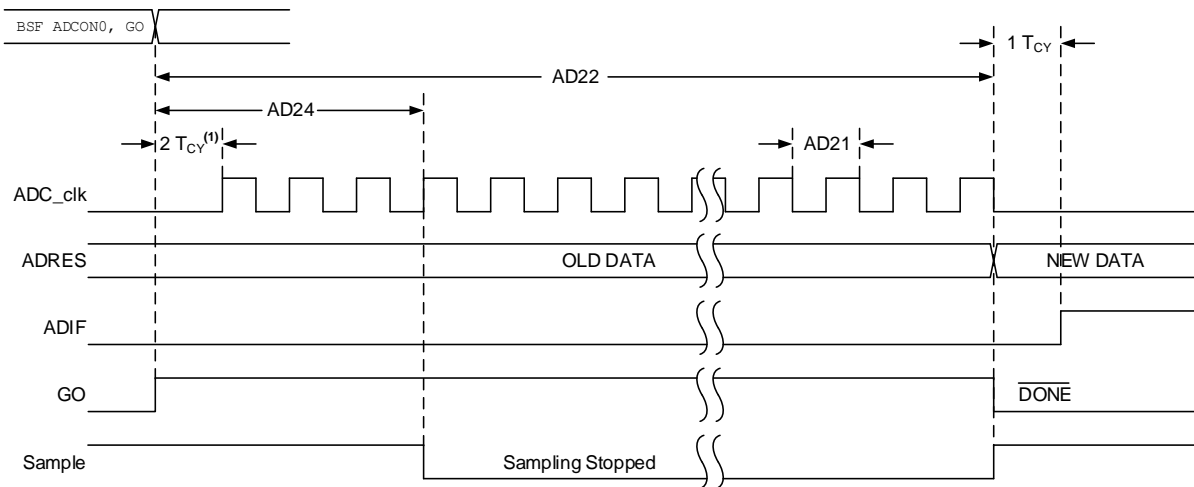 BSF ADCON0, GO
1 TCY
AD22
AD24
2 TCY(1)
AD21
ADC_clk
ADRES
OLD DATA
NEW DATA
ADIF
GO
DONE
Sample
Sampling Stopped